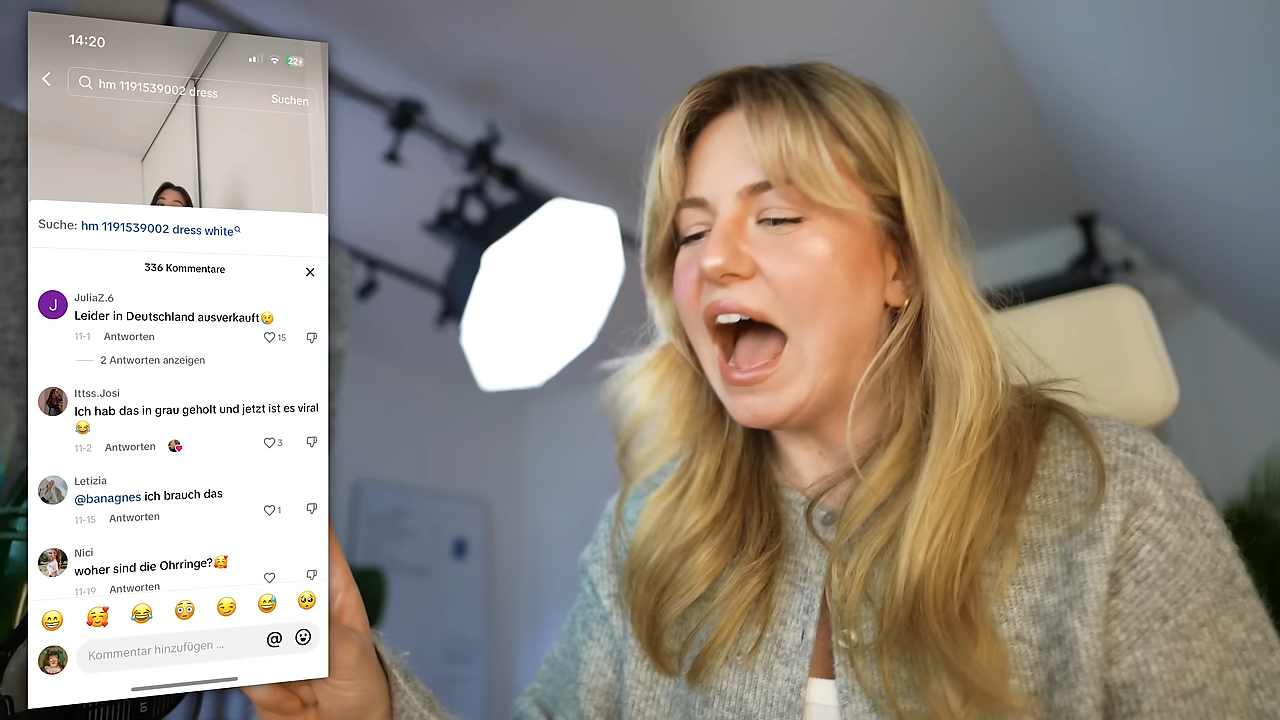 14:20
22
hm 1191539002 dress
Suchen
Suche: hm 1191539002 dress white
336 Kommentare
J
JuliaZ.6
Leider in Deutschland ausverkauft😢
11-1 Antworten 15
2 Antworten anzeigen
Ittss.Josi
Ich hab das in grau geholt und jetzt ist es viral
😂
11-2 Antworten 3
Letizia
@banagnes ich brauch das
11-15 Antworten 1
Nici
woher sind die Ohrringe?🥰
11-19 Antworten
😁 🥰 😂 😳 😏 😅 🥺
Kommentar hinzufügen ... @